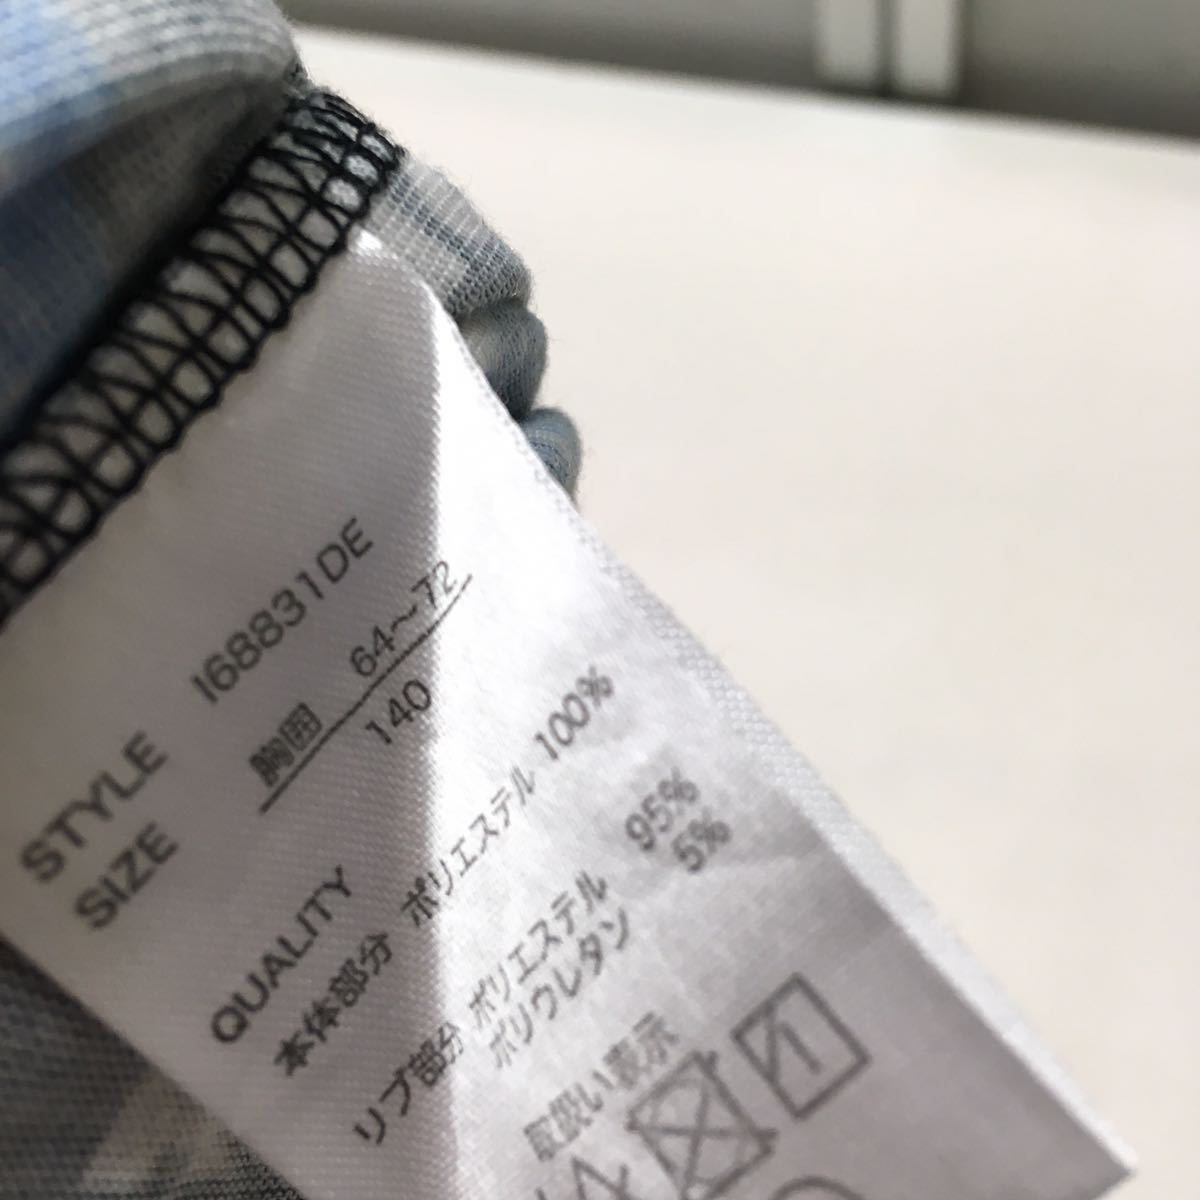 STYLE I68831DE
SIZE 胸囲 64～72
140
QUALITY
本体部分 ポリエステル 100%
リブ部分 ポリエステル 95%
ポリウレタン 5%
取扱い表示